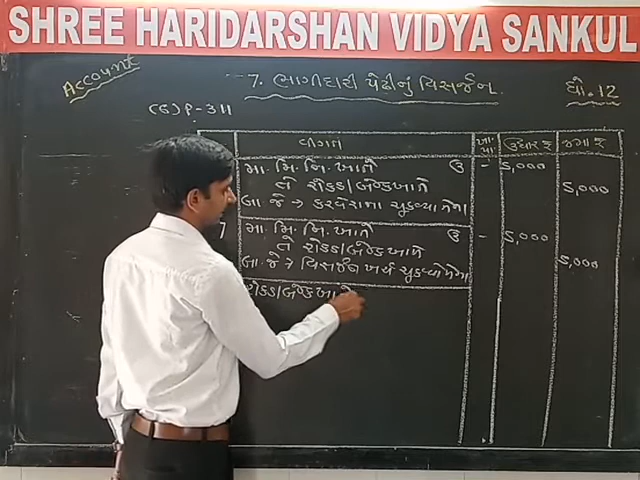 SHREE HARIDARSHAN VIDYA SANKUL
Account
7. ભાગીદારી પેઢીનું વિસર્જન
ધો.12
(6) P-311
વિગત ખા.પા. ઉધાર ₹ જમા ₹
મા. મિ. નિ. ખાતે ઉ - 5,000
તે રોકડ/બેન્ક ખાતે 5,000
બા. જે → કરવેરાના ચૂકવ્યા તેના
7 મા. મિ. નિ. ખાતે ઉ - 5,000
તે રોકડ/બેન્ક ખાતે 5,000
બા. જે → વિસર્જન ખર્ચ ચૂકવ્યો તેના
રોકડ/બેન્ક ખાતે